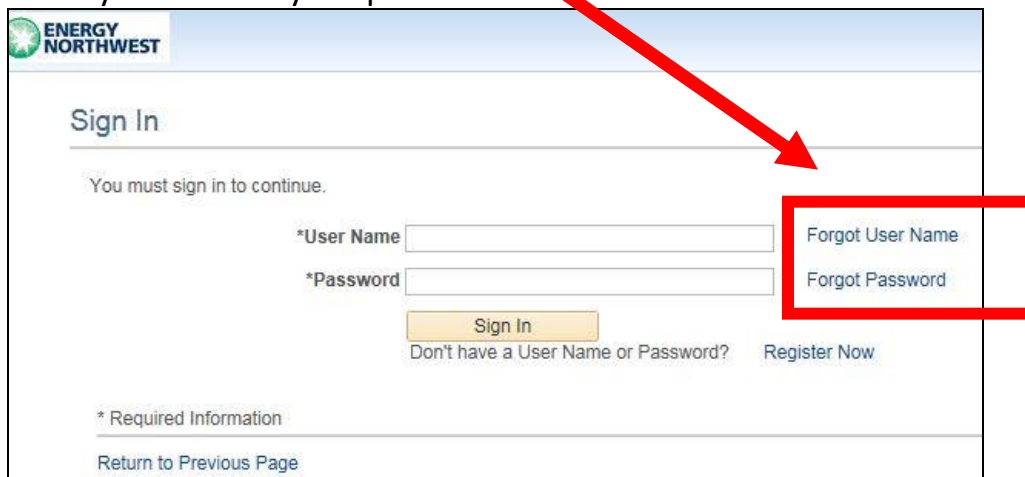 ENERGY
NORTHWEST
Sign In
You must sign in to continue.
*User Name Forgot User Name
*Password Forgot Password
Sign In
Don't have a User Name or Password? Register Now
* Required Information
Return to Previous Page